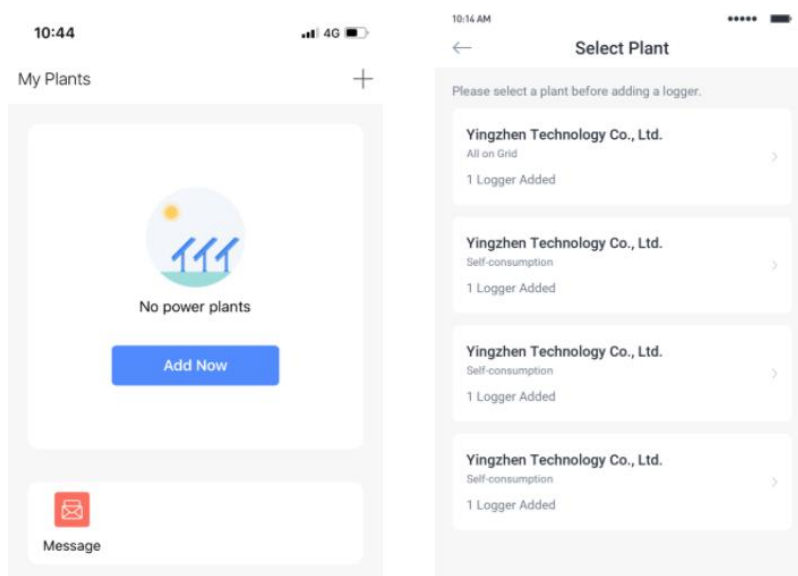 10:44
4G
My Plants
No power plants
Add Now
Message
10:14 AM
Select Plant
Please select a plant before adding a logger.
Yingzhen Technology Co., Ltd.
All on Grid
1 Logger Added
Yingzhen Technology Co., Ltd.
Self-consumption
1 Logger Added
Yingzhen Technology Co., Ltd.
Self-consumption
1 Logger Added
Yingzhen Technology Co., Ltd.
Self-consumption
1 Logger Added